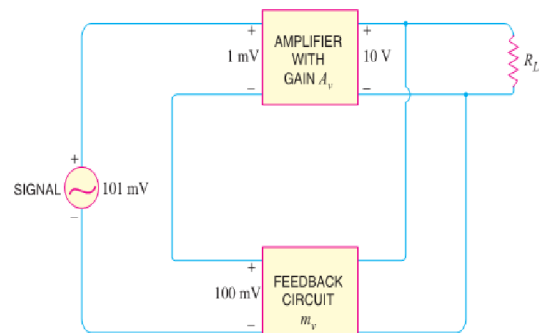 + AMPLIFIER +
1 mV WITH 10 V
− GAIN Av −
RL
+
SIGNAL 101 mV
−
+ FEEDBACK
100 mV CIRCUIT
− mv